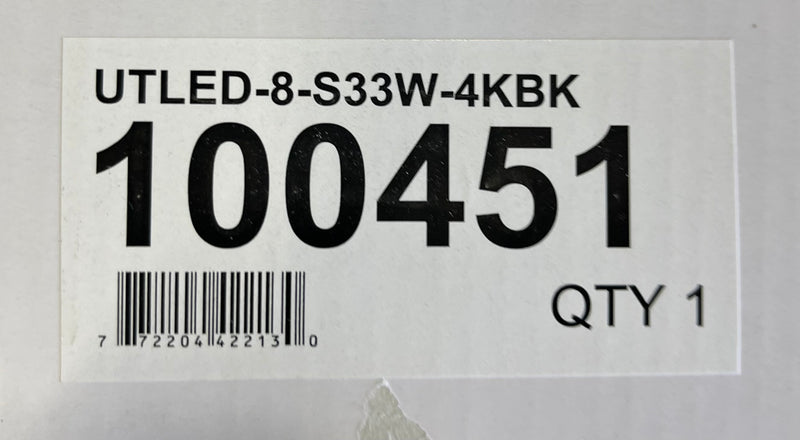 UTLED-8-S33W-4KBK
100451
QTY 1
7 72204 42213 0